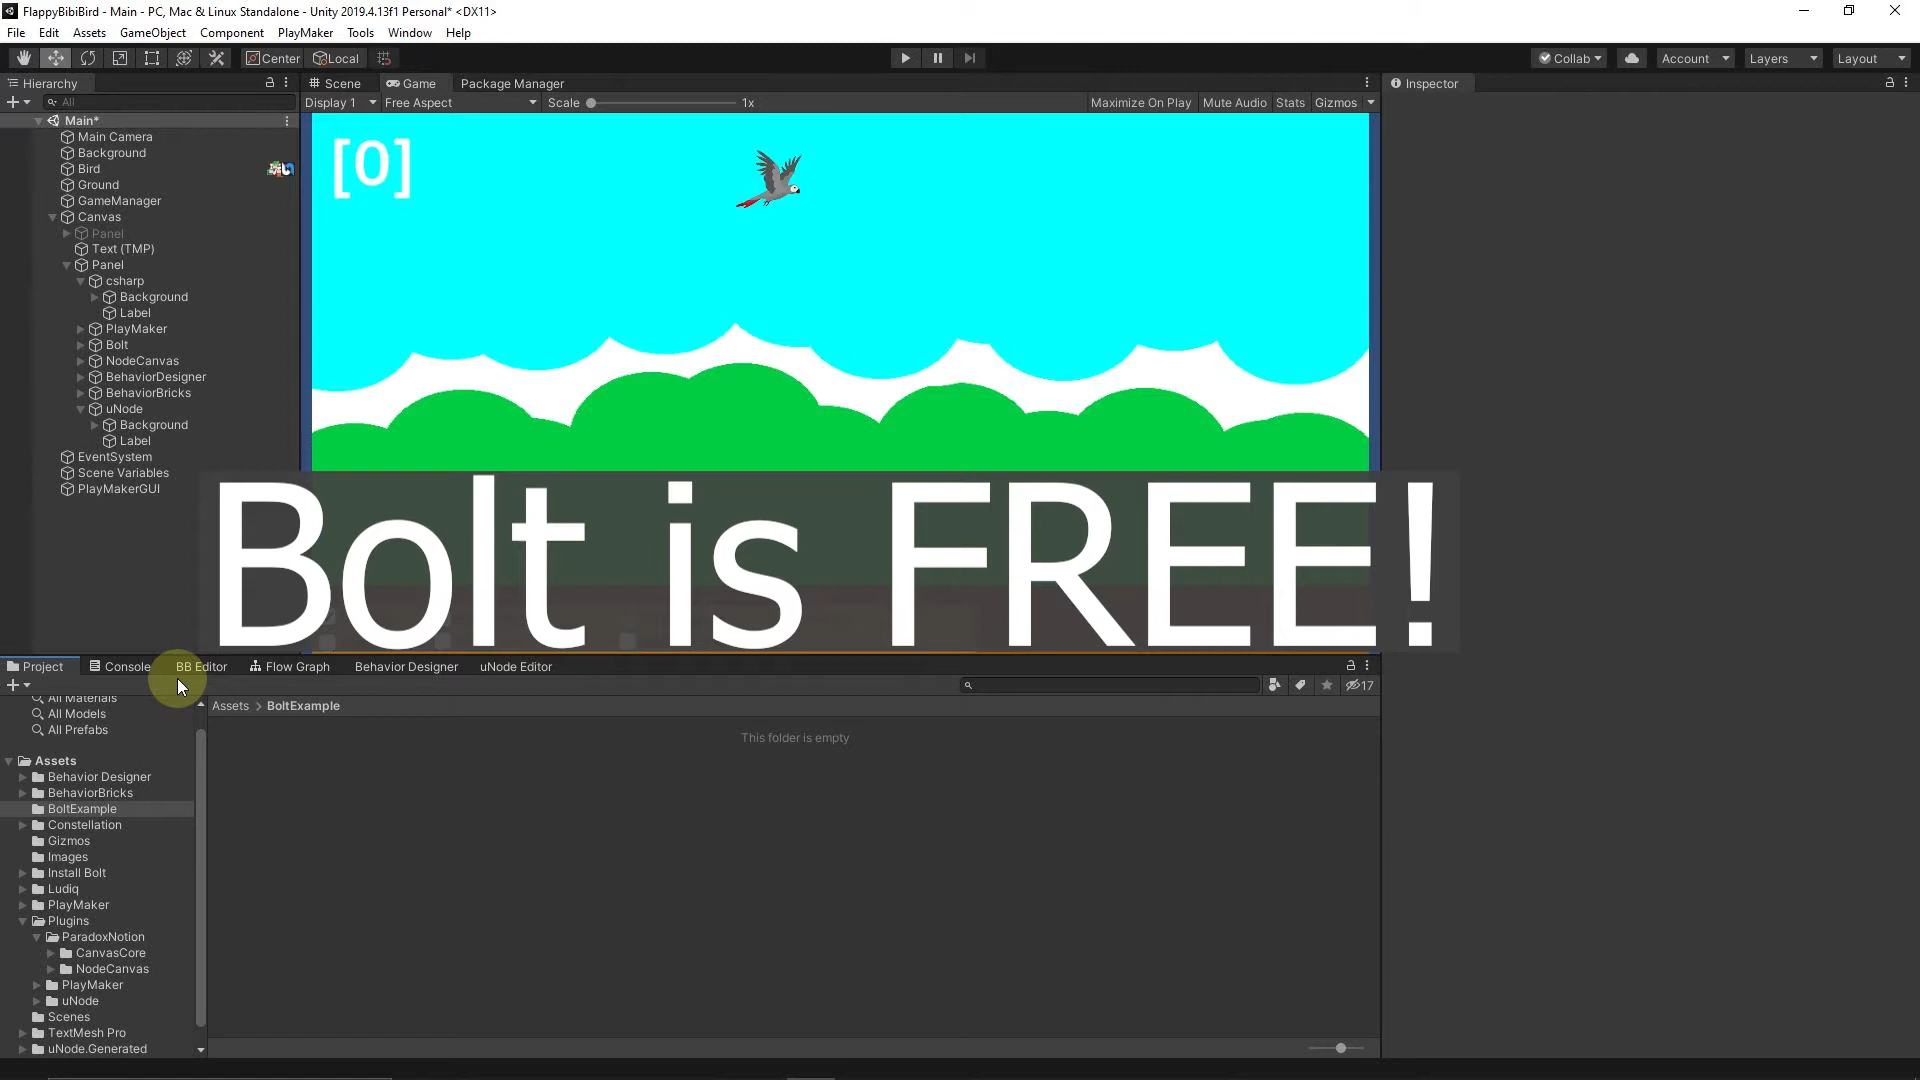 FlappyBibiBird - Main - PC, Mac & Linux Standalone - Unity 2019.4.13f1 Personal* <DX11>
File Edit Assets GameObject Component PlayMaker Tools Window Help
Center Local Collab Account Layers Layout
Hierarchy
All
Main*
Main Camera
Background
Bird
Ground
GameManager
Canvas
Panel
Text (TMP)
Panel
csharp
Background
Label
PlayMaker
Bolt
NodeCanvas
BehaviorDesigner
BehaviorBricks
uNode
Background
Label
EventSystem
Scene Variables
PlayMakerGUI
Scene Game Package Manager
Display 1 Free Aspect Scale 1x Maximize On Play Mute Audio Stats Gizmos
[0]
Bolt is FREE!
Inspector
Project Console BB Editor Flow Graph Behavior Designer uNode Editor
17
All Materials
All Models
All Prefabs
Assets
Behavior Designer
BehaviorBricks
BoltExample
Constellation
Gizmos
Images
Install Bolt
Ludiq
PlayMaker
Plugins
ParadoxNotion
CanvasCore
NodeCanvas
PlayMaker
uNode
Scenes
TextMesh Pro
uNode.Generated
Assets > BoltExample
This folder is empty